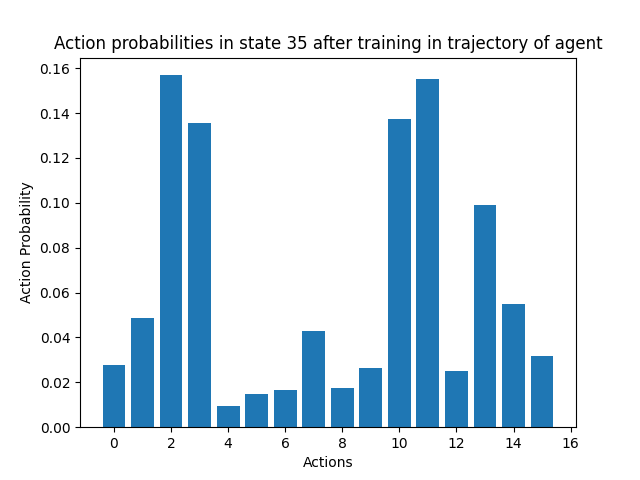 Action probabilities in state 35 after training in trajectory of agent
0.16
0.14
0.12
0.10
0.08
0.06
0.04
0.02
0.00
Action Probability
0 2 4 6 8 10 12 14 16
Actions